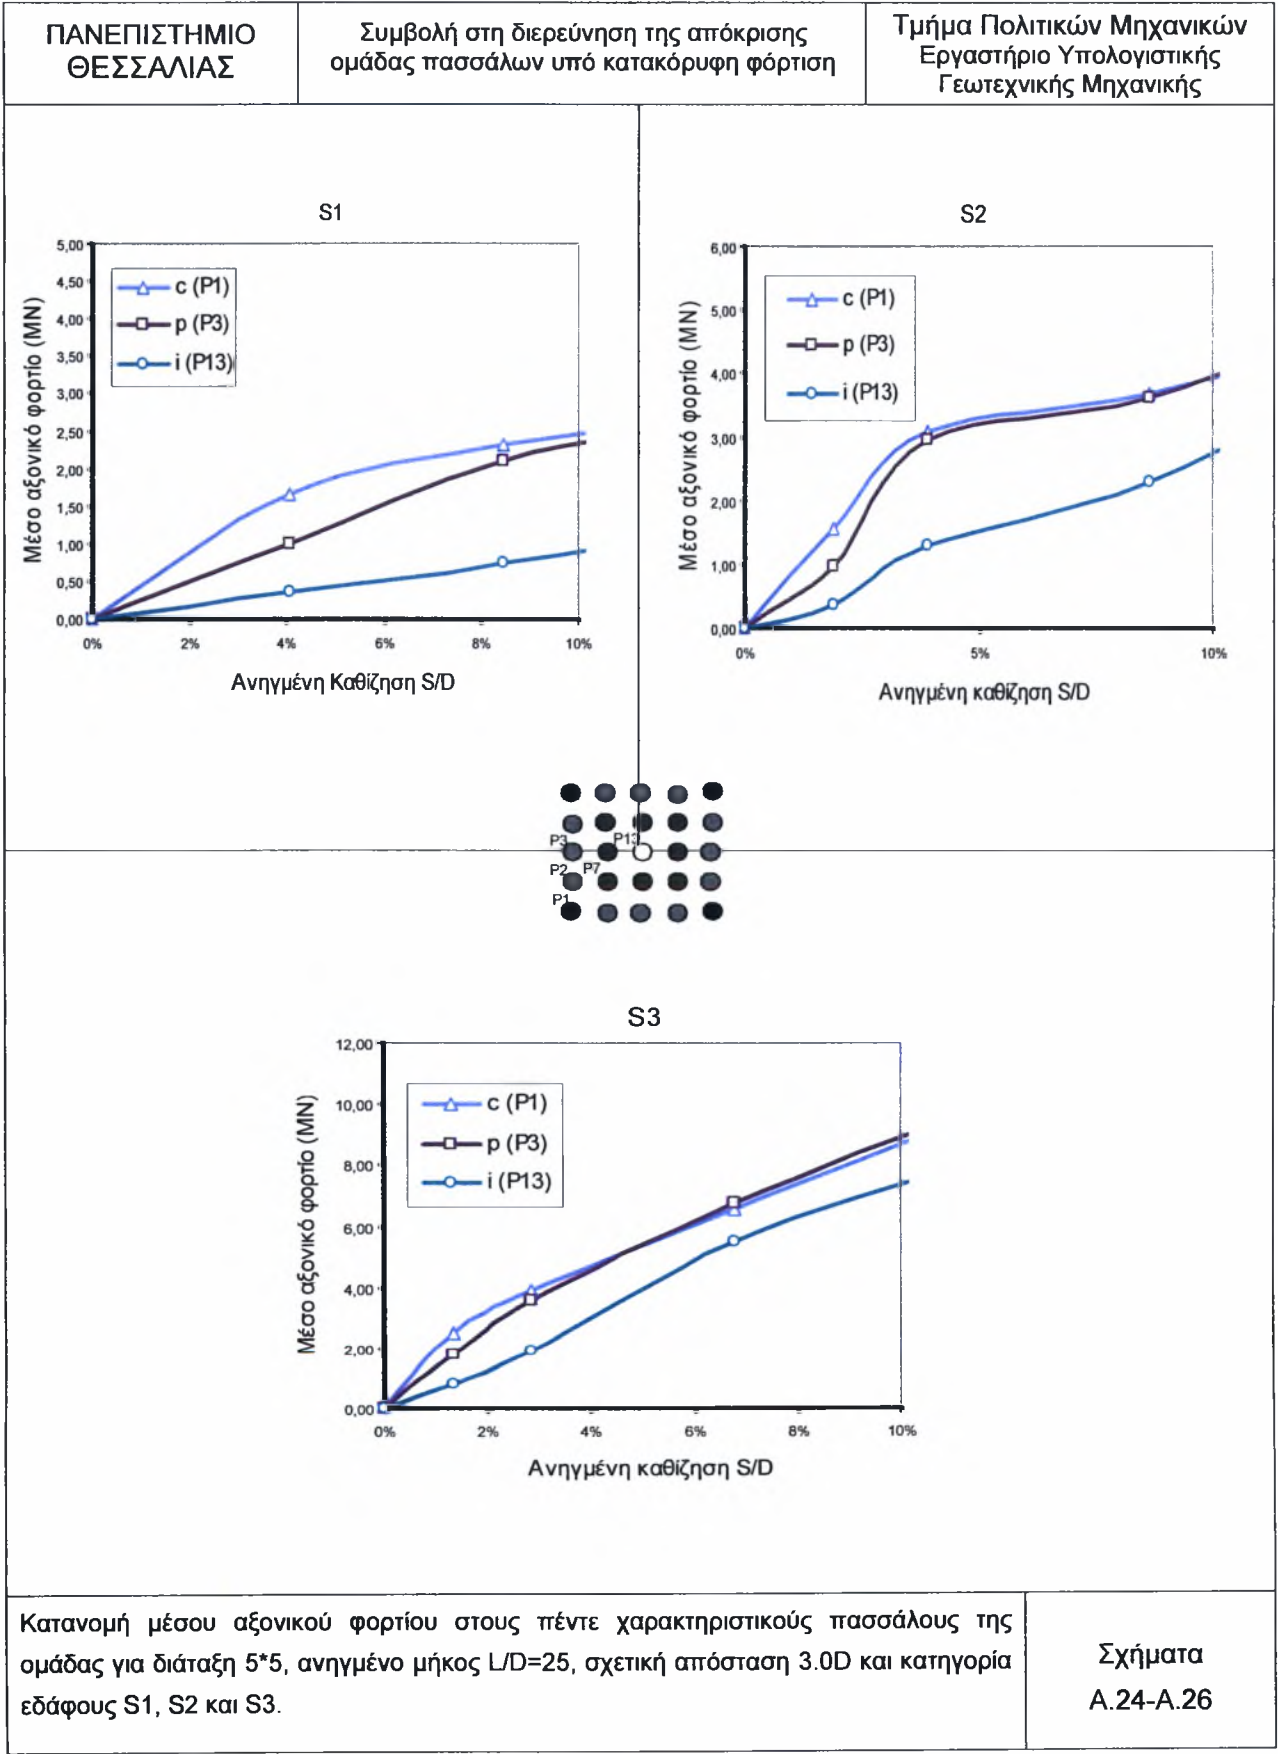 ΠΑΝΕΠΙΣΤΗΜΙΟ
ΘΕΣΣΑΛΙΑΣ
Συμβολή στη διερεύνηση της απόκρισης
ομάδας πασσάλων υπό κατακόρυφη φόρτιση
Τμήμα Πολιτικών Μηχανικών
Εργαστήριο Υπολογιστικής
Γεωτεχνικής Μηχανικής
S1
5,00
4,50
4,00
3,50
3,00
2,50
2,00
1,50
1,00
0,50
0,00
Μέσο αξονικό φορτίο (MN)
c (P1)
p (P3)
i (P13)
0%
2%
4%
6%
8%
10%
Ανηγμένη Καθίζηση S/D
S2
6,00
5,00
4,00
3,00
2,00
1,00
0,00
Μέσο αξονικό φορτίο (MN)
c (P1)
p (P3)
i (P13)
0%
5%
10%
Ανηγμένη καθίζηση S/D
P3
P13
P2
P7
P1
S3
12,00
10,00
8,00
6,00
4,00
2,00
0,00
Μέσο αξονικό φορτίο (MN)
c (P1)
p (P3)
i (P13)
0%
2%
4%
6%
8%
10%
Ανηγμένη καθίζηση S/D
Κατανομή μέσου αξονικού φορτίου στους πέντε χαρακτηριστικούς πασσάλους της
ομάδας για διάταξη 5*5, ανηγμένο μήκος L/D=25, σχετική απόσταση 3.0D και κατηγορία
εδάφους S1, S2 και S3.
Σχήματα
Α.24-Α.26